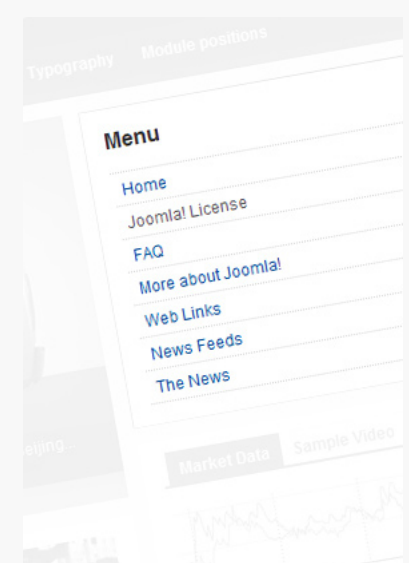 Typography Module positions
Menu
Home
Joomla! License
FAQ
More about Joomla!
Web Links
News Feeds
The News
eijing..
Market Data Sample Video